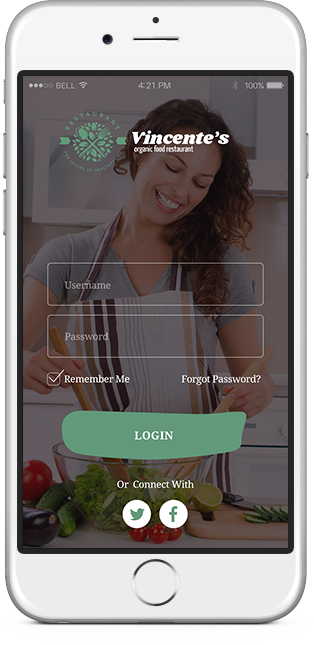 BELL 4:21 PM 100%
RESTAURANT
Vincente's
organic food restaurant
Username
Password
Remember Me Forgot Password?
LOGIN
Or Connect With